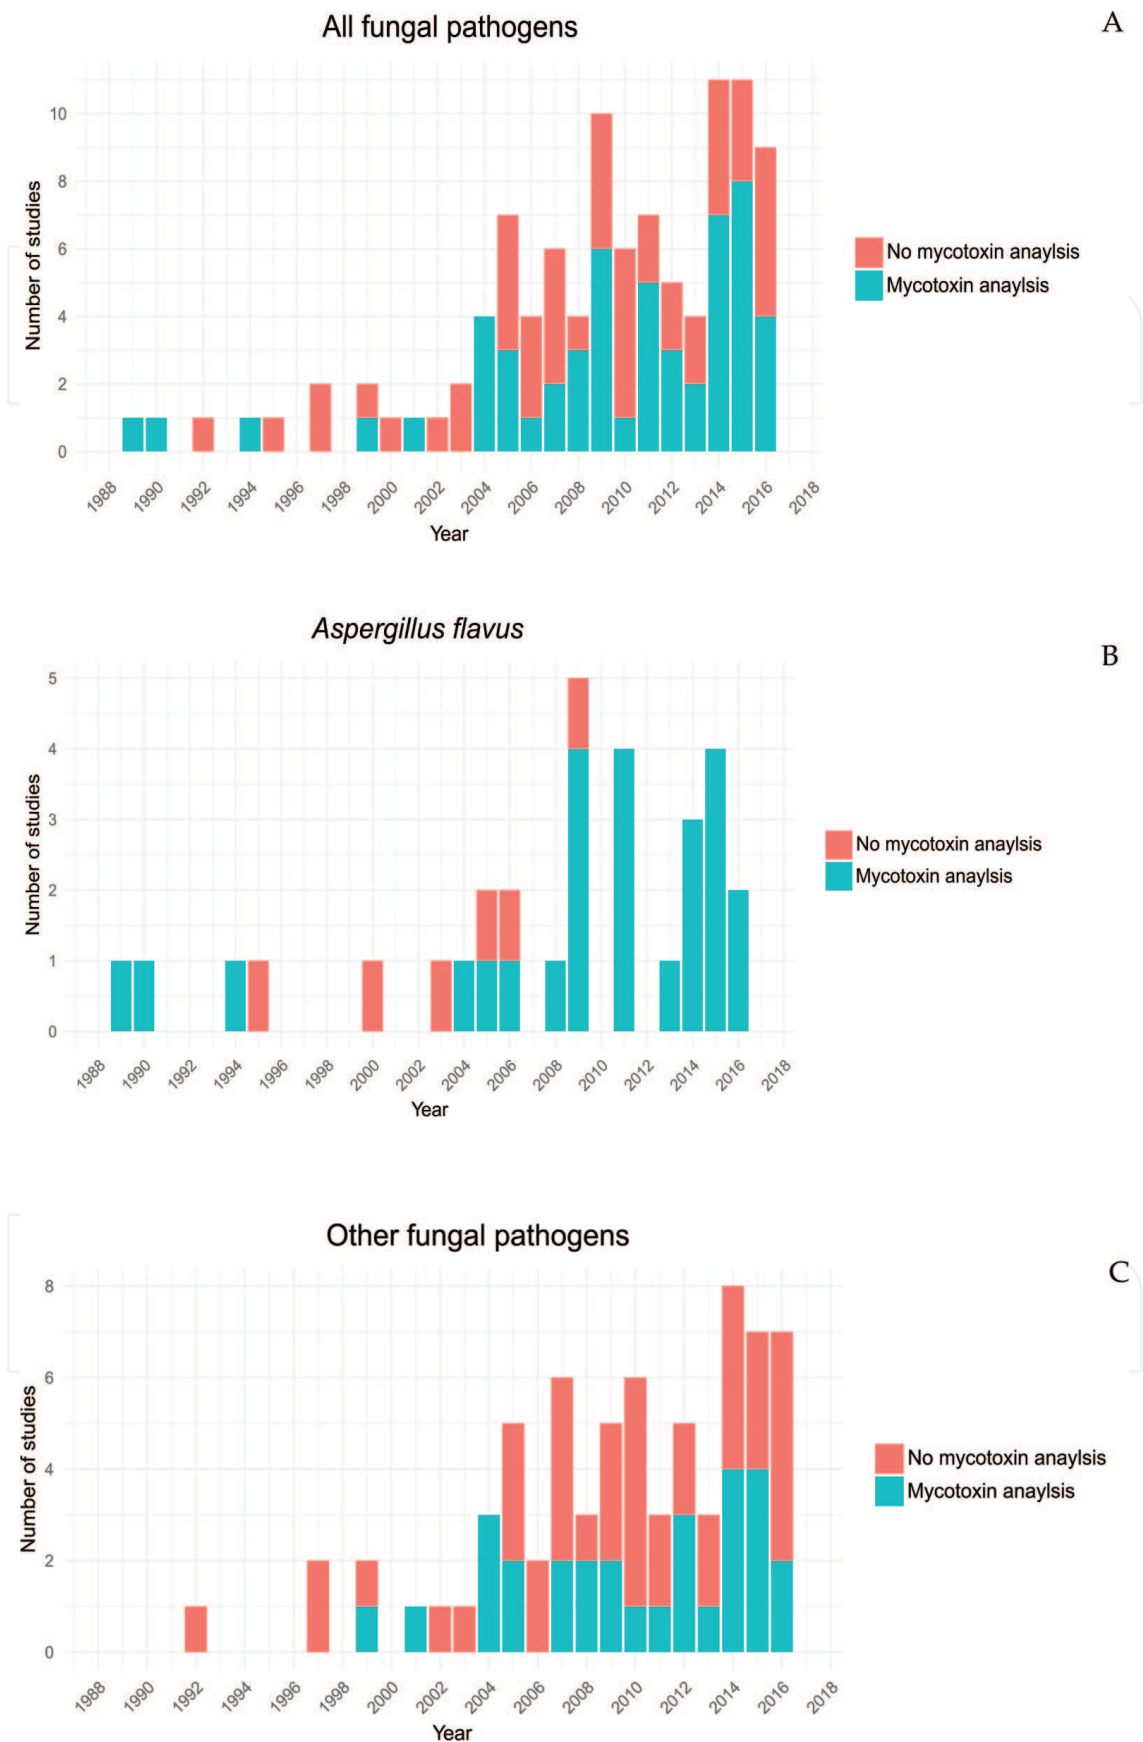 All fungal pathogens
A
10
8
6
4
2
0
Number of studies
No mycotoxin anaylsis
Mycotoxin anaylsis
1988 1990 1992 1994 1996 1998 2000 2002 2004 2006 2008 2010 2012 2014 2016 2018
Year
Aspergillus flavus
B
5
4
3
2
1
0
Number of studies
No mycotoxin anaylsis
Mycotoxin anaylsis
1988 1990 1992 1994 1996 1998 2000 2002 2004 2006 2008 2010 2012 2014 2016 2018
Year
Other fungal pathogens
C
8
6
4
2
0
Number of studies
No mycotoxin anaylsis
Mycotoxin anaylsis
1988 1990 1992 1994 1996 1998 2000 2002 2004 2006 2008 2010 2012 2014 2016 2018
Year